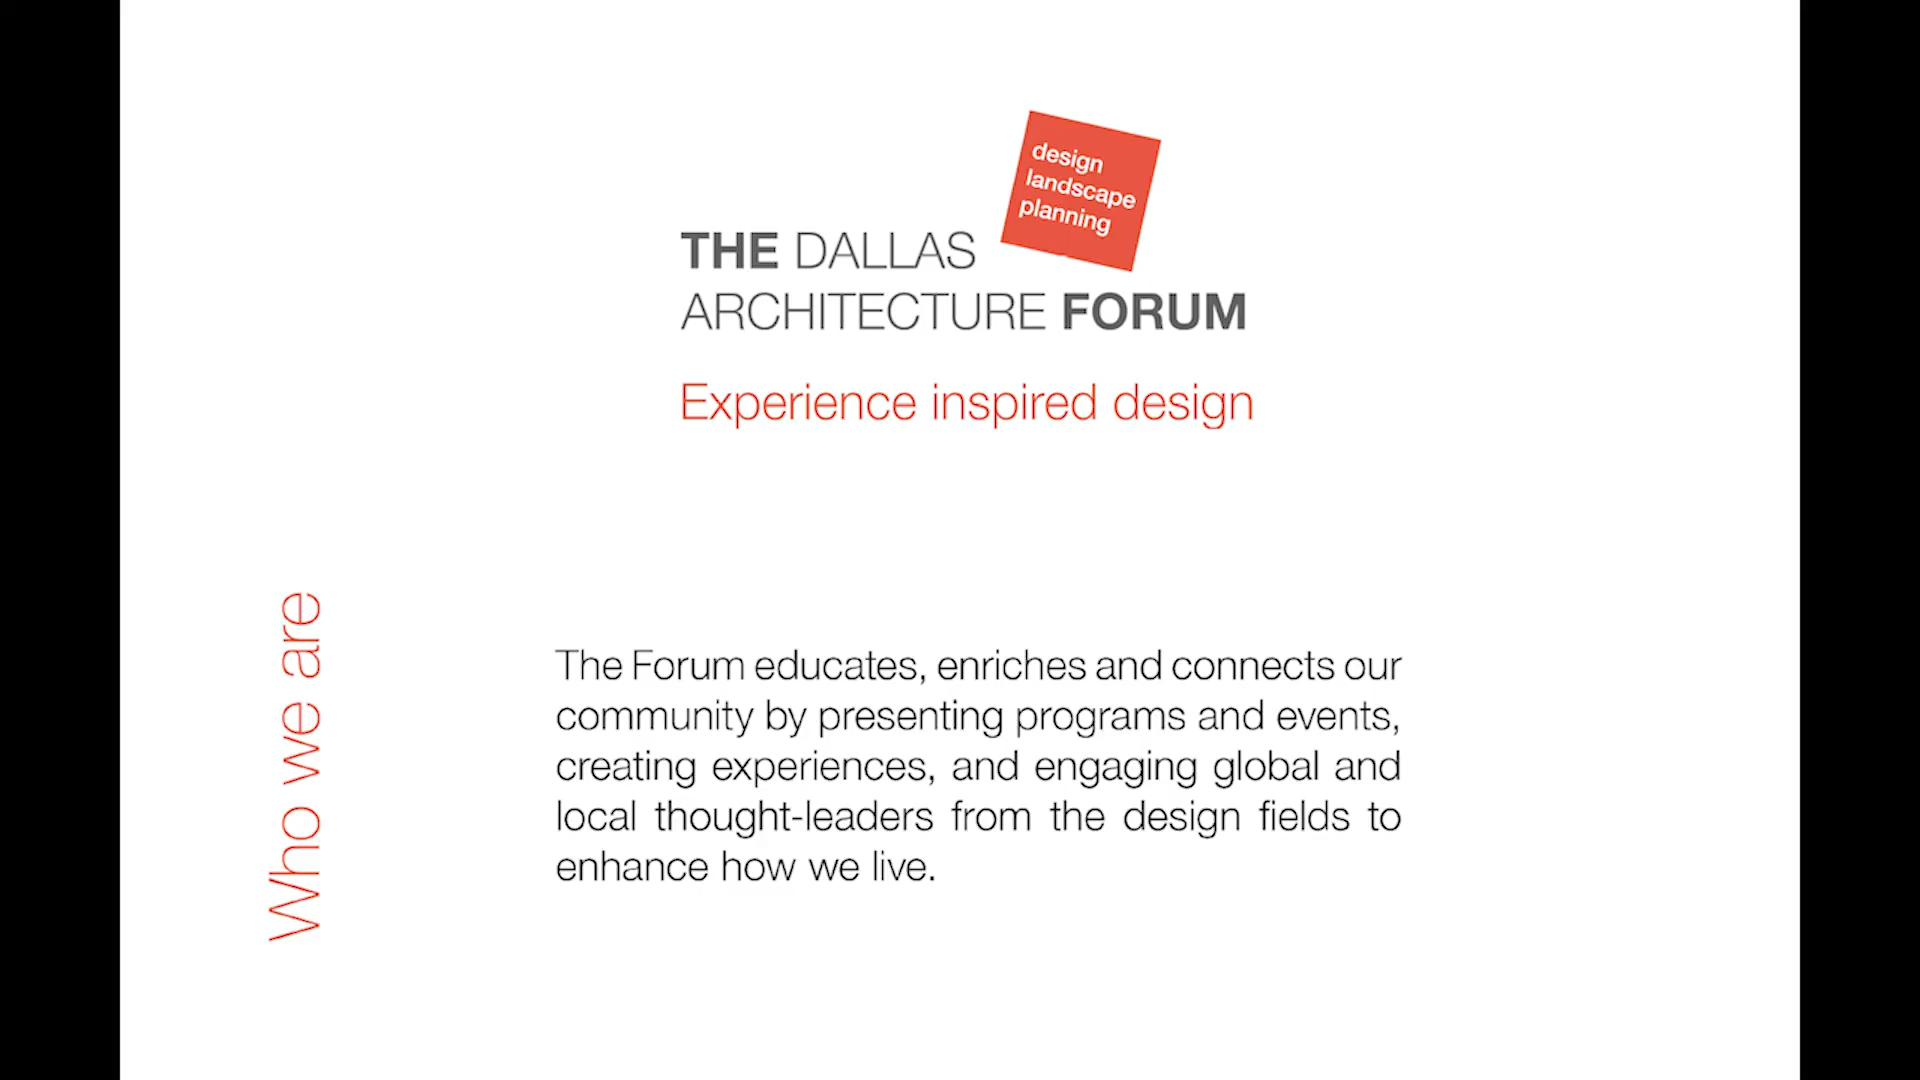 design
landscape
planning
THE DALLAS
ARCHITECTURE FORUM
Experience inspired design
Who we are
The Forum educates, enriches and connects our
community by presenting programs and events,
creating experiences, and engaging global and
local thought-leaders from the design fields to
enhance how we live.